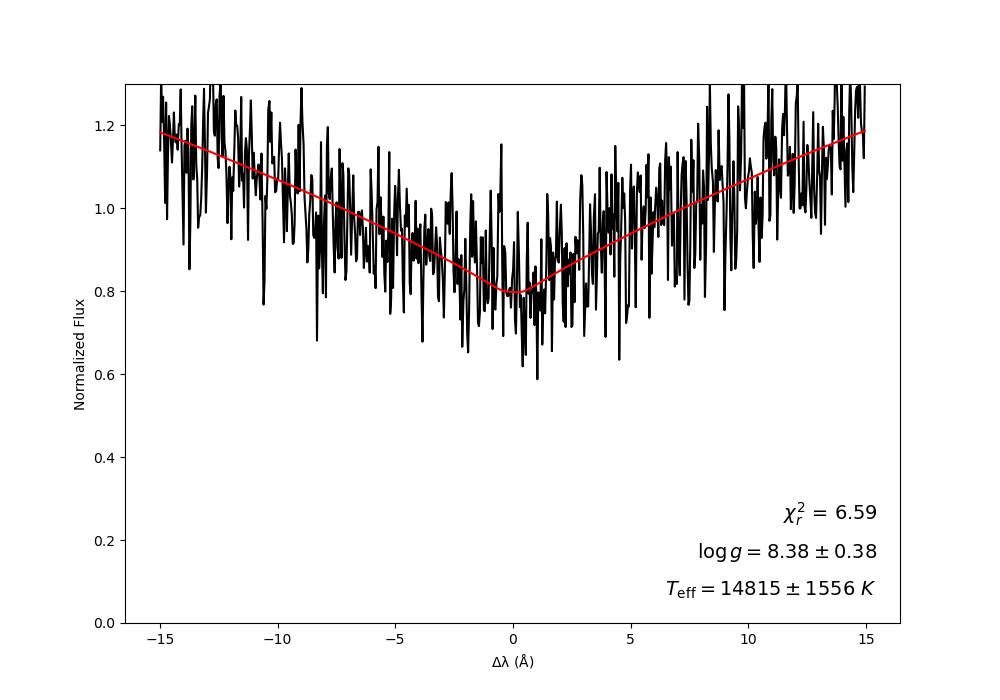 1.2
1.0
0.8
0.6
0.4
0.2
0.0
Normalized Flux
χ²ᵣ = 6.59
log g = 8.38 ± 0.38
T_eff = 14815 ± 1556 K
−15 −10 −5 0 5 10 15
Δλ (Å)